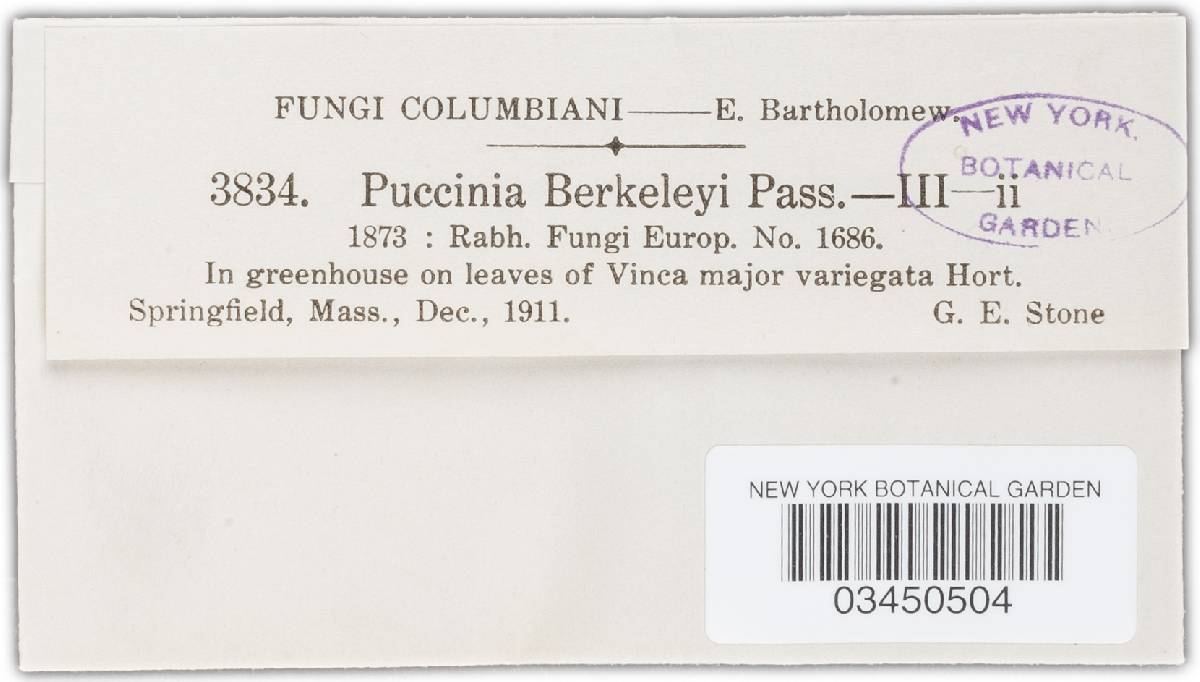 FUNGI COLUMBIANI——E. Bartholomew.
NEW YORK.
BOTANICAL
GARDEN
3834. Puccinia Berkeleyi Pass.—III—ii
1873 : Rabh. Fungi Europ. No. 1686.
In greenhouse on leaves of Vinca major variegata Hort.
Springfield, Mass., Dec., 1911. G. E. Stone
NEW YORK BOTANICAL GARDEN
03450504